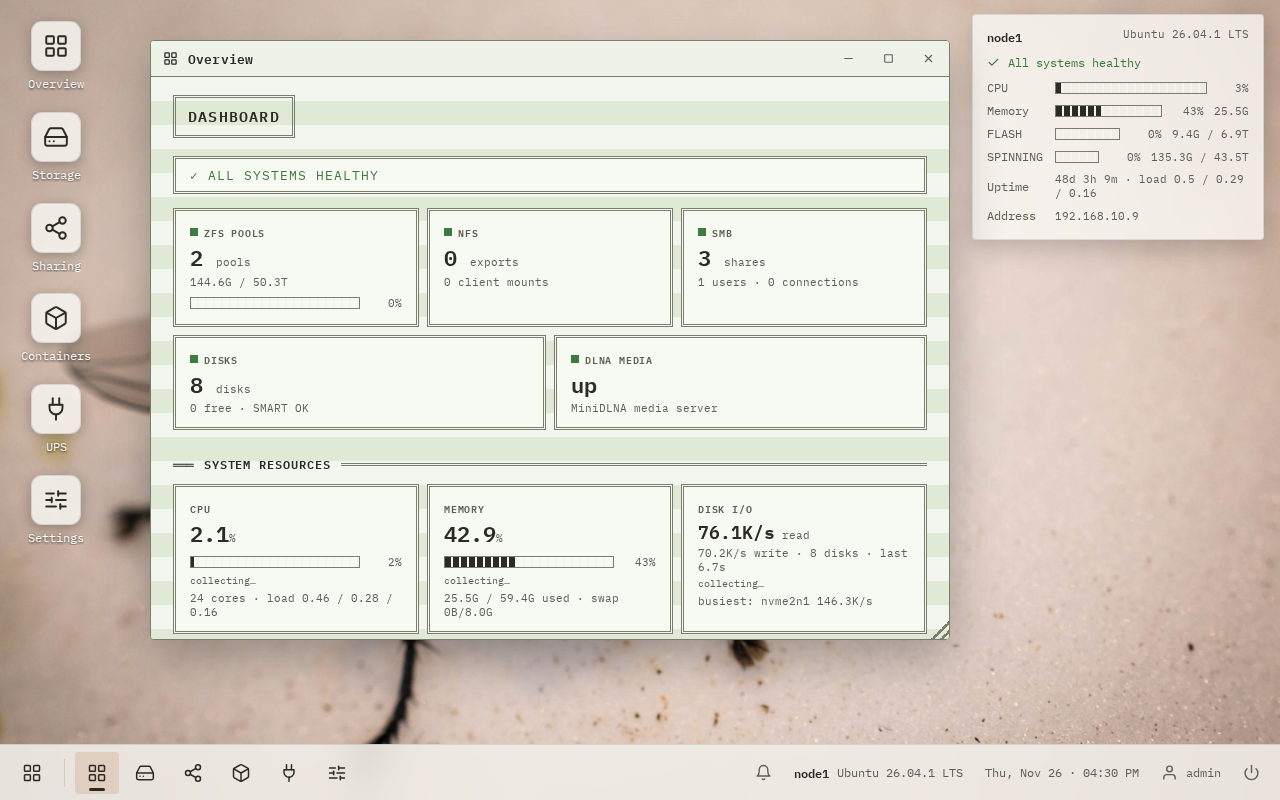 Overview
Storage
Sharing
Containers
UPS
Settings
Overview
DASHBOARD
✓ ALL SYSTEMS HEALTHY
ZFS POOLS
2 pools
144.6G / 50.3T
0%
NFS
0 exports
0 client mounts
SMB
3 shares
1 users · 0 connections
DISKS
8 disks
0 free · SMART OK
DLNA MEDIA
up
MiniDLNA media server
SYSTEM RESOURCES
CPU
2.1%
2%
collecting…
24 cores · load 0.46 / 0.28 /
0.16
MEMORY
42.9%
43%
collecting…
25.5G / 59.4G used · swap
0B/8.0G
DISK I/O
76.1K/s read
70.2K/s write · 8 disks · last
6.7s
collecting…
busiest: nvme2n1 146.3K/s
node1 Ubuntu 26.04.1 LTS
✓ All systems healthy
CPU 3%
Memory 43% 25.5G
FLASH 0% 9.4G / 6.9T
SPINNING 0% 135.3G / 43.5T
Uptime 48d 3h 9m · load 0.5 / 0.29
/ 0.16
Address 192.168.10.9
node1 Ubuntu 26.04.1 LTS Thu, Nov 26 · 04:30 PM admin